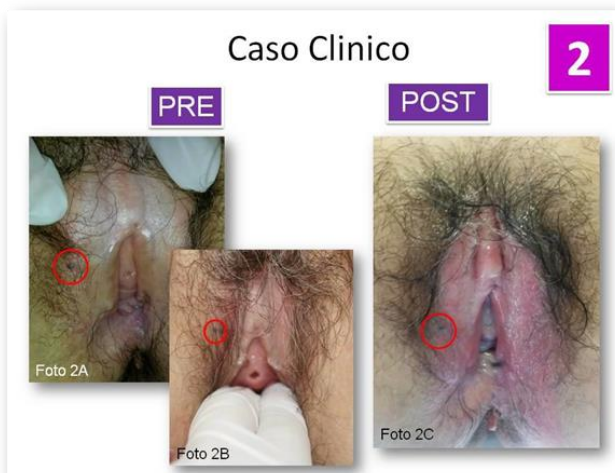 Caso Clinico
2
PRE
POST
Foto 2A
Foto 2B
Foto 2C